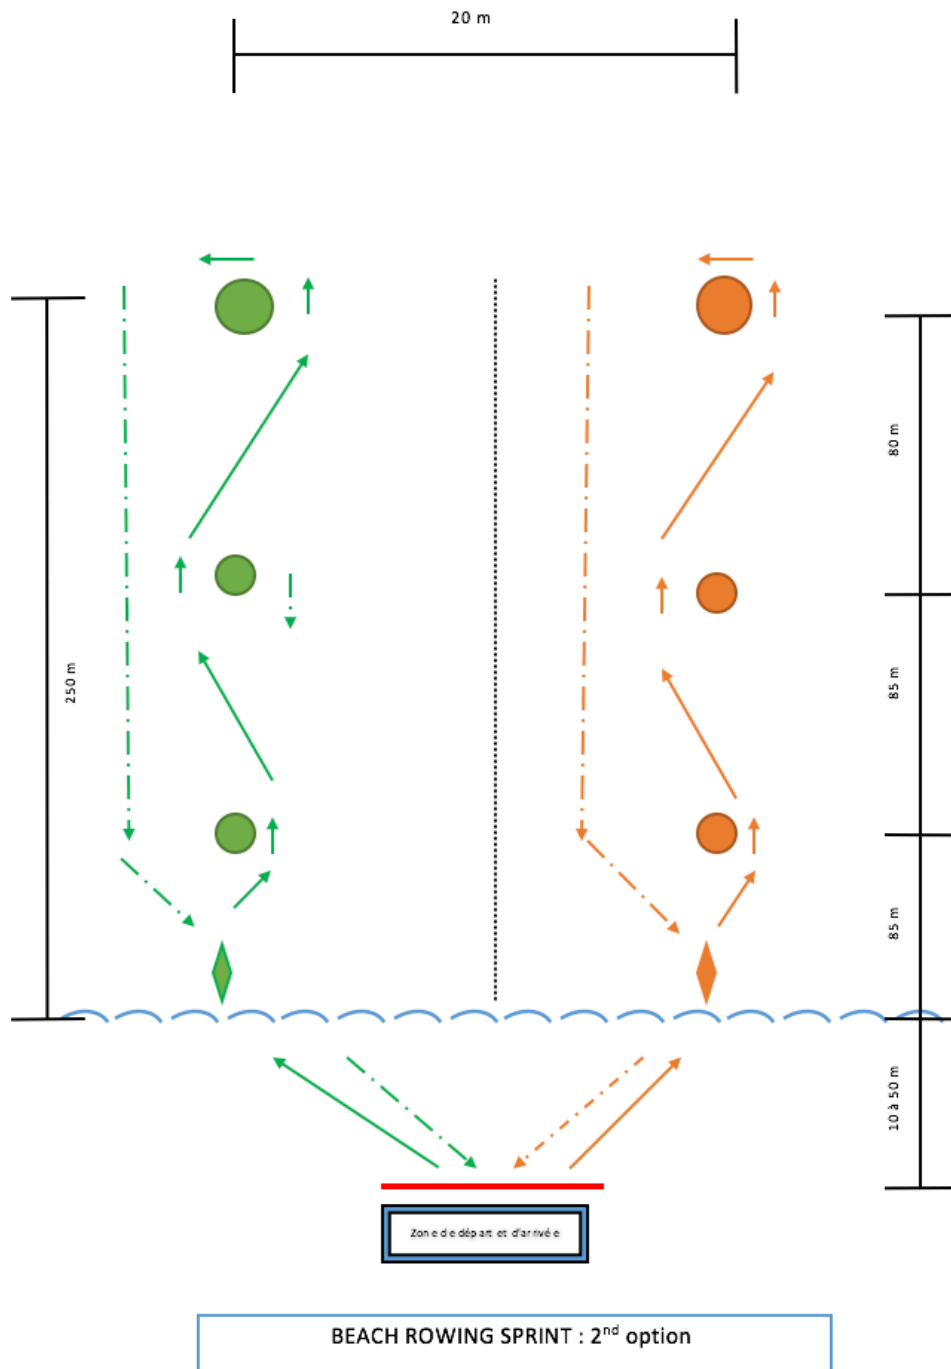 20 m
80 m
250 m
85 m
85 m
10 à 50 m
Zone de départ et d'arrivée
BEACH ROWING SPRINT : 2nd option